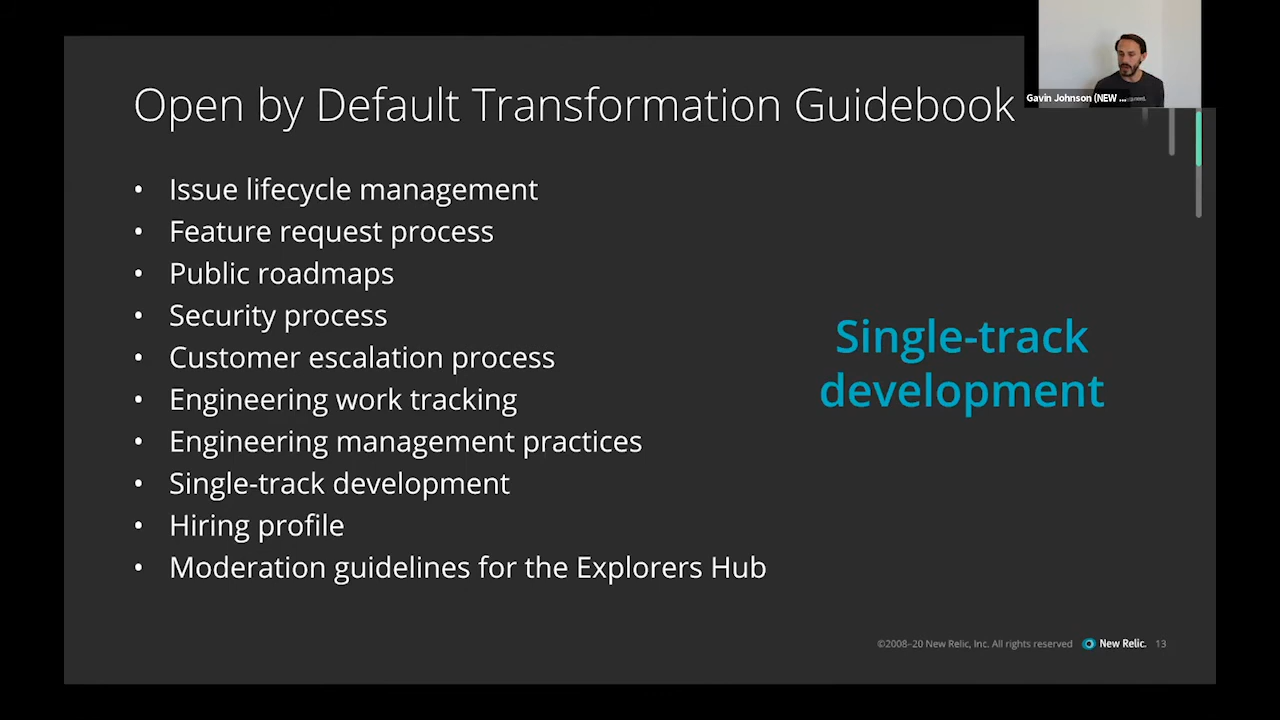 Open by Default Transformation Guidebook
Gavin Johnson (NEW ...
• Issue lifecycle management
• Feature request process
• Public roadmaps
• Security process
• Customer escalation process
• Engineering work tracking
• Engineering management practices
• Single-track development
• Hiring profile
• Moderation guidelines for the Explorers Hub
Single-track
development
©2008–20 New Relic, Inc. All rights reserved New Relic. 13